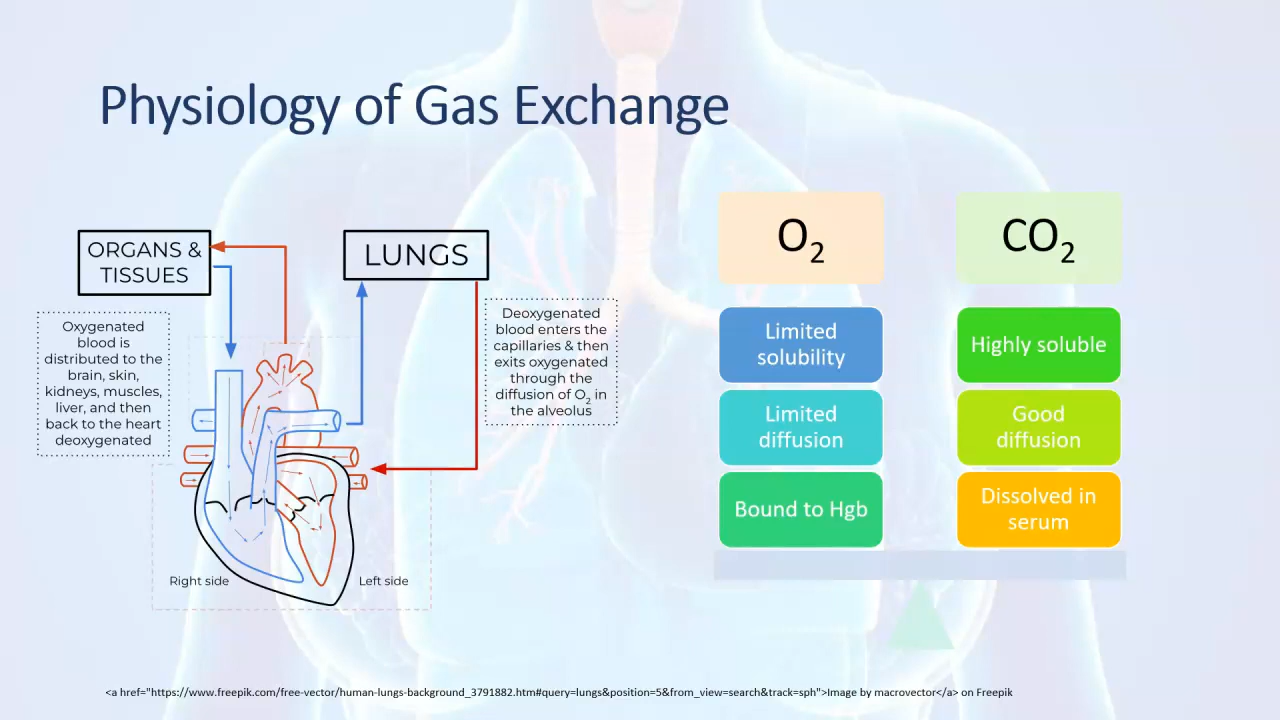 Physiology of Gas Exchange
ORGANS &
TISSUES
LUNGS
Oxygenated
blood is
distributed to the
brain, skin,
kidneys, muscles,
liver, and then
back to the heart
deoxygenated
Deoxygenated
blood enters the
capillaries & then
exits oxygenated
through the
diffusion of O₂ in
the alveolus
Right side
Left side
O₂
Limited
solubility
Limited
diffusion
Bound to Hgb
CO₂
Highly soluble
Good
diffusion
Dissolved in
serum
<a href="https://www.freepik.com/free-vector/human-lungs-background_3791882.htm#query=lungs&position=5&from_view=search&track=sph">Image by macrovector</a> on Freepik